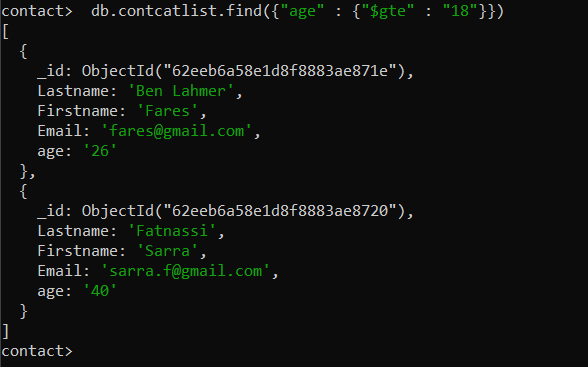 contact>  db.contcatlist.find({"age" : {"$gte" : "18"}})
[
  {
    _id: ObjectId("62eeb6a58e1d8f8883ae871e"),
    Lastname: 'Ben Lahmer',
    Firstname: 'Fares',
    Email: 'fares@gmail.com',
    age: '26'
  },
  {
    _id: ObjectId("62eeb6a58e1d8f8883ae8720"),
    Lastname: 'Fatnassi',
    Firstname: 'Sarra',
    Email: 'sarra.f@gmail.com',
    age: '40'
  }
]
contact>